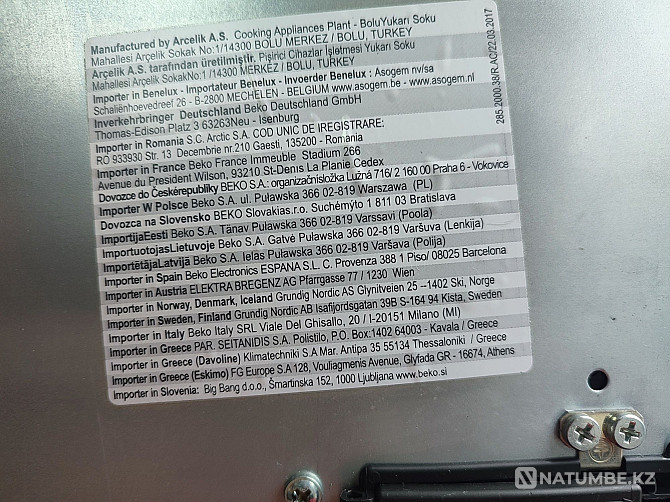 Manufactured by Arcelik A.S. Cooking Appliances Plant - BoluYukarı Soku
Mahallesi Arçelik Sokak No:1/14300 BOLU MERKEZ / BOLU, TURKEY
Arçelik A.S. tarafından üretilmiştir. Pişirici Cihazlar İşletmesi Yukarı Soku
Mahallesi Arçelik SokakNo:1 /14300 MERKEZ / BOLU, TURKEY
Importer in Benelux - Importateur Benelux - Invoerder Benelux : Asogem nv/sa
Schaliënhoevedreef 26 - B-2800 MECHELEN - BELGIUM www.asogem.be - www.asogem.nl
Inverkehrbringer Deutschland Beko Deutschland GmbH
Thomas-Edison Platz 3 63263Neu - Isenburg
Importer in Romania S.C. Arctic S.A. COD UNIC DE IREGISTRARE:
RO 933930 Str. 13 Decembrie nr.210 Gaesti, 135200 - Romania
Importer in France Beko France Immeuble Stadium 266
Avenue du President Wilson, 93210 St-Denıs La Planie Cedex
Dovozce do Českérepubliky BEKO S.A.: organizačníslożka Lužná 716/ 2 160 00 Praha 6 - Vokovice
Importer W Polsce Beko S.A. ul. Puławska 366 02-819 Warszawa (PL)
Dovozca na Slovensko BEKO Slovakias.r.o. Suchémýto 1 811 03 Bratislava
ImportijaEesti Beko S.A. Tänav Puławska 366 02-819 Varssavi (Poola)
ImportuotojasLietuvoje Beko S.A. Gatvė Puławska 366 02-819 Varšuva (Lenkija)
ImportētājaLatvijā Beko S.A. Ielas Puławska 366 02-819 Varšava (Polija)
Importer in Spain Beko Electronics ESPANA S.L. C. Provenza 388 1 Piso/ 08025 Barcelona
Importer in Austria ELEKTRA BREGENZ AG Pfarrgasse 77 / 1230 Wien
Importer in Norway, Denmark, Iceland Grundig Nordic AS Glynitveien 25 --1402 Ski, Norge
Importer in Sweden, Finland Grundig Nordic AB Isafjordsgatan 39B S-164 94 Kista, Sweden
Importer in Italy Beko Italy SRL Viale Del Ghisallo, 20 / I-20151 Milano (MI)
Importer in Greece PAR. SEITANIDIS S.A. Polistilo, P.O. Box:1402 64003 - Kavala / Greece
Importer in Greece (Davoline) Klimatechniki S.A Mar. Antipa 35 55134 Thessaloniki / Greece
Importer in Greece (Eskimo) FG Europe S.A 128, Vouliagmenis Avenue, Glyfada GR - 16674, Athens
Importer in Slovenia: Big Bang d.o.o., Šmartinska 152, 1000 Ljubljana www.beko.si
285.2000.38/R.AC/22.03.2017
NATUMBE.KZ